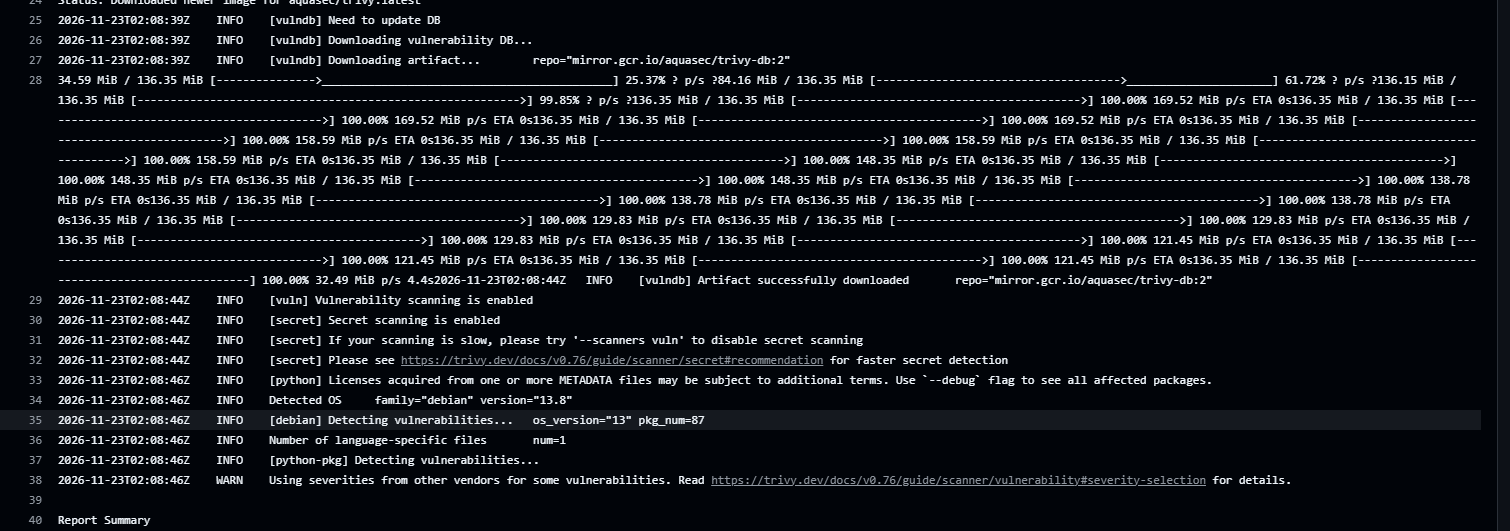 24 Status: Downloaded newer image for aquasec/trivy:latest
25 2026-11-23T02:08:39Z INFO [vulndb] Need to update DB
26 2026-11-23T02:08:39Z INFO [vulndb] Downloading vulnerability DB...
27 2026-11-23T02:08:39Z INFO [vulndb] Downloading artifact... repo="mirror.gcr.io/aquasec/trivy-db:2"
28 34.59 MiB / 136.35 MiB [--------------->____________________________________________] 25.37% ? p/s ?84.16 MiB / 136.35 MiB [------------------------------------->______________________] 61.72% ? p/s ?136.15 MiB /
136.35 MiB [---------------------------------------------------------->] 99.85% ? p/s ?136.35 MiB / 136.35 MiB [------------------------------------------->] 100.00% 169.52 MiB p/s ETA 0s136.35 MiB / 136.35 MiB [---
---------------------------------------->] 100.00% 169.52 MiB p/s ETA 0s136.35 MiB / 136.35 MiB [------------------------------------------->] 100.00% 169.52 MiB p/s ETA 0s136.35 MiB / 136.35 MiB [------------------
------------------------->] 100.00% 158.59 MiB p/s ETA 0s136.35 MiB / 136.35 MiB [------------------------------------------->] 100.00% 158.59 MiB p/s ETA 0s136.35 MiB / 136.35 MiB [---------------------------------
---------->] 100.00% 158.59 MiB p/s ETA 0s136.35 MiB / 136.35 MiB [------------------------------------------->] 100.00% 148.35 MiB p/s ETA 0s136.35 MiB / 136.35 MiB [------------------------------------------->]
100.00% 148.35 MiB p/s ETA 0s136.35 MiB / 136.35 MiB [------------------------------------------->] 100.00% 148.35 MiB p/s ETA 0s136.35 MiB / 136.35 MiB [------------------------------------------->] 100.00% 138.78
MiB p/s ETA 0s136.35 MiB / 136.35 MiB [------------------------------------------->] 100.00% 138.78 MiB p/s ETA 0s136.35 MiB / 136.35 MiB [------------------------------------------->] 100.00% 138.78 MiB p/s ETA
0s136.35 MiB / 136.35 MiB [------------------------------------------->] 100.00% 129.83 MiB p/s ETA 0s136.35 MiB / 136.35 MiB [------------------------------------------->] 100.00% 129.83 MiB p/s ETA 0s136.35 MiB /
136.35 MiB [------------------------------------------->] 100.00% 129.83 MiB p/s ETA 0s136.35 MiB / 136.35 MiB [------------------------------------------->] 100.00% 121.45 MiB p/s ETA 0s136.35 MiB / 136.35 MiB [---
---------------------------------------->] 100.00% 121.45 MiB p/s ETA 0s136.35 MiB / 136.35 MiB [------------------------------------------->] 100.00% 121.45 MiB p/s ETA 0s136.35 MiB / 136.35 MiB [------------------
-----------------------------] 100.00% 32.49 MiB p/s 4.4s2026-11-23T02:08:44Z INFO [vulndb] Artifact successfully downloaded repo="mirror.gcr.io/aquasec/trivy-db:2"
29 2026-11-23T02:08:44Z INFO [vuln] Vulnerability scanning is enabled
30 2026-11-23T02:08:44Z INFO [secret] Secret scanning is enabled
31 2026-11-23T02:08:44Z INFO [secret] If your scanning is slow, please try '--scanners vuln' to disable secret scanning
32 2026-11-23T02:08:44Z INFO [secret] Please see https://trivy.dev/docs/v0.76/guide/scanner/secret#recommendation for faster secret detection
33 2026-11-23T02:08:46Z INFO [python] Licenses acquired from one or more METADATA files may be subject to additional terms. Use `--debug` flag to see all affected packages.
34 2026-11-23T02:08:46Z INFO Detected OS family="debian" version="13.8"
35 2026-11-23T02:08:46Z INFO [debian] Detecting vulnerabilities... os_version="13" pkg_num=87
36 2026-11-23T02:08:46Z INFO Number of language-specific files num=1
37 2026-11-23T02:08:46Z INFO [python-pkg] Detecting vulnerabilities...
38 2026-11-23T02:08:46Z WARN Using severities from other vendors for some vulnerabilities. Read https://trivy.dev/docs/v0.76/guide/scanner/vulnerability#severity-selection for details.
39
40 Report Summary